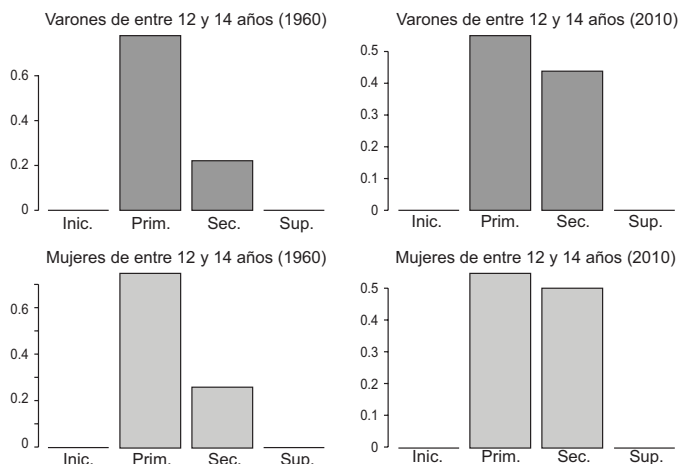 Varones de entre 12 y 14 años (1960)
0.6
0.4
0.2
0
Inic. Prim. Sec. Sup.
Varones de entre 12 y 14 años (2010)
0.5
0.4
0.3
0.2
0.1
0
Inic. Prim. Sec. Sup.
Mujeres de entre 12 y 14 años (1960)
0.6
0.4
0.2
0
Inic. Prim. Sec. Sup.
Mujeres de entre 12 y 14 años (2010)
0.5
0.4
0.3
0.2
0.1
0
Inic. Prim. Sec. Sup.